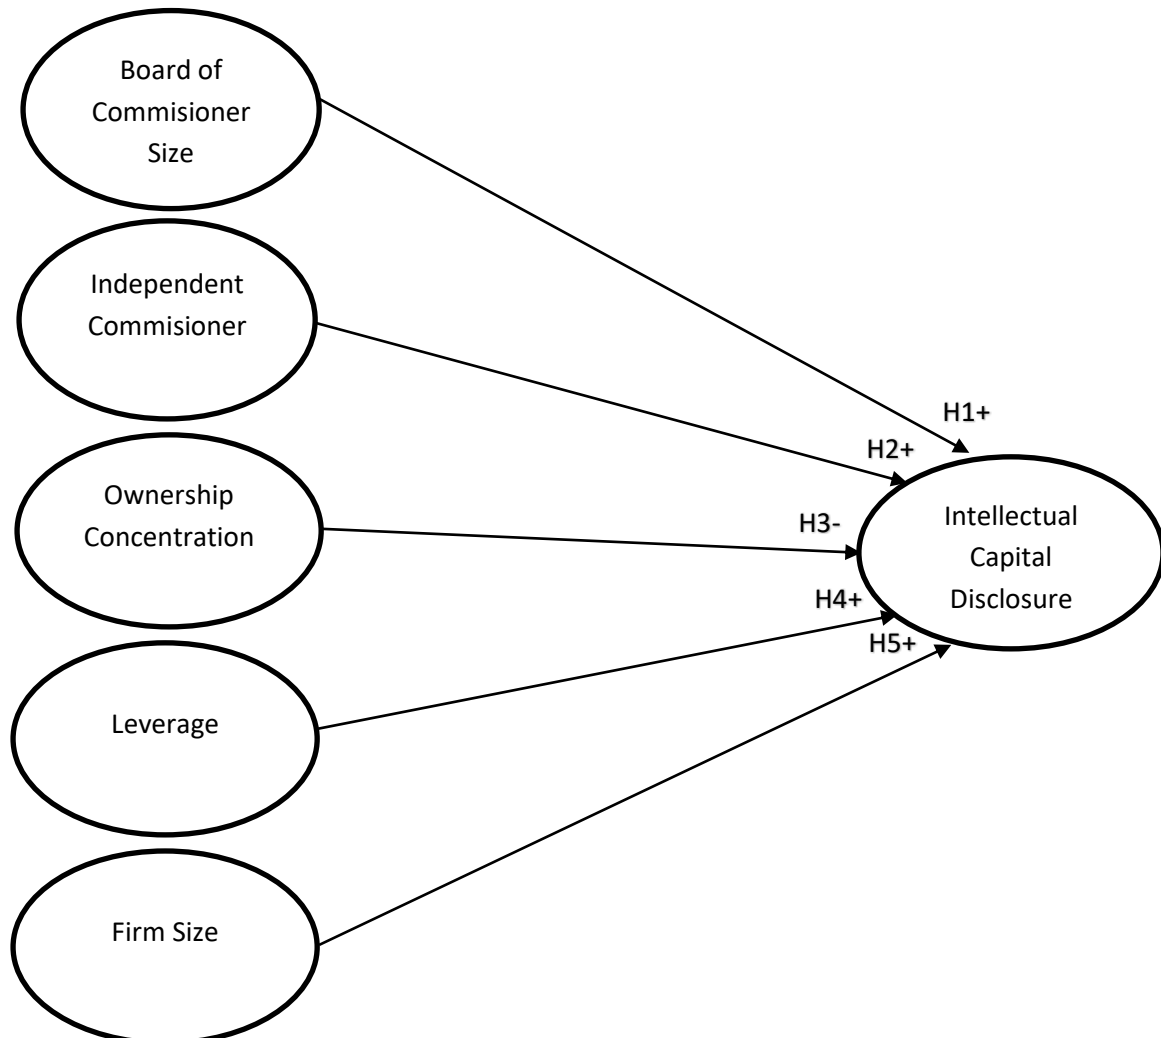 Board of
Commisioner
Size
Independent
Commisioner
Ownership
Concentration
Leverage
Firm Size
H1+
H2+
H3-
H4+
H5+
Intellectual
Capital
Disclosure